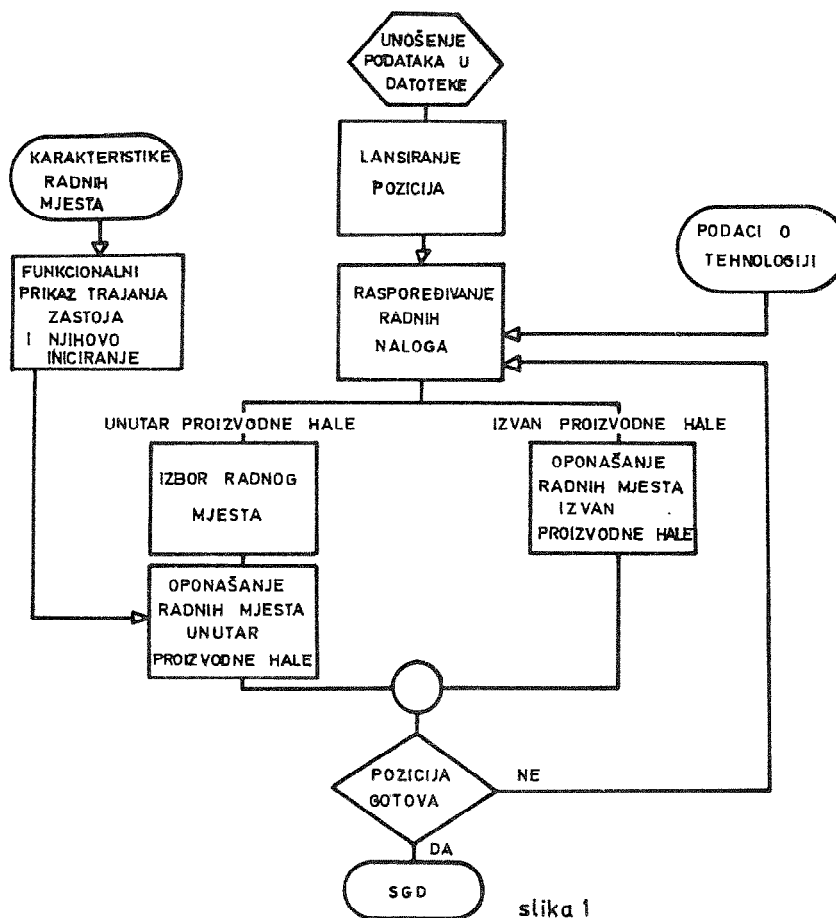 UNOŠENJE
PODATAKA U
DATOTEKE
LANSIRANJE
POZICIJA
KARAKTERISTIKE
RADNIH
MJESTA
PODACI O
TEHNOLOGIJI
FUNKCIONALNI
PRIKAZ TRAJANJA
ZASTOJA
I NJIHOVO
INICIRANJE
RASPOREĐIVANJE
RADNIH
NALOGA
UNUTAR PROIZVODNE HALE
IZVAN PROIZVODNE HALE
IZBOR RADNOG
MJESTA
OPONAŠANJE
RADNIH MJESTA
IZVAN
PROIZVODNE HALE
OPONAŠANJE
RADNIH MJESTA
UNUTAR
PROIZVODNE HALE
POZICIJA
GOTOVA
NE
DA
SGD
slika 1